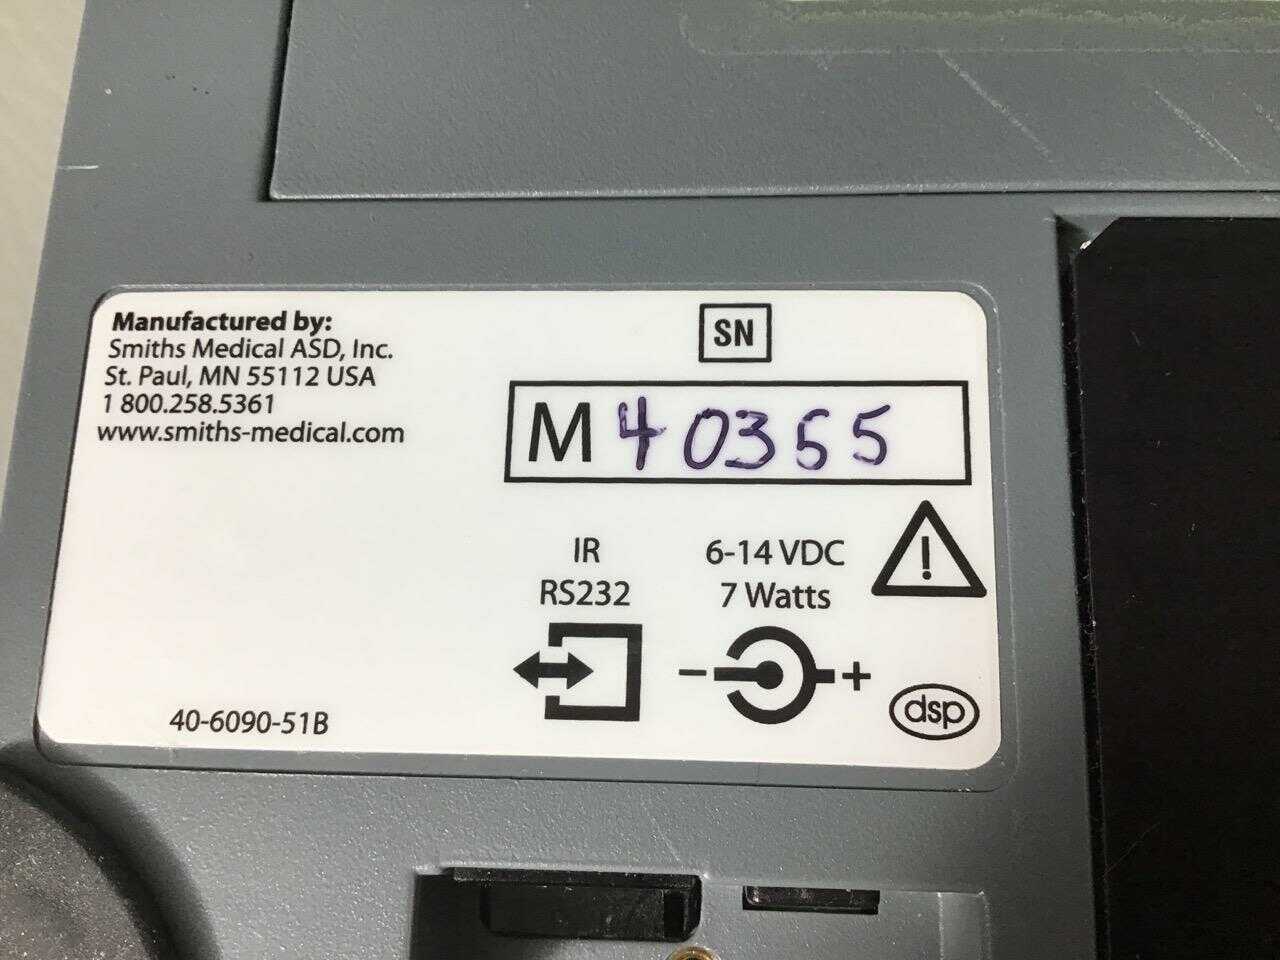 Manufactured by:
Smiths Medical ASD, Inc.
St. Paul, MN 55112 USA
1 800.258.5361
www.smiths-medical.com
SN
M 40355
IR
RS232
6-14 VDC
7 Watts
- +
dsp
40-6090-51B